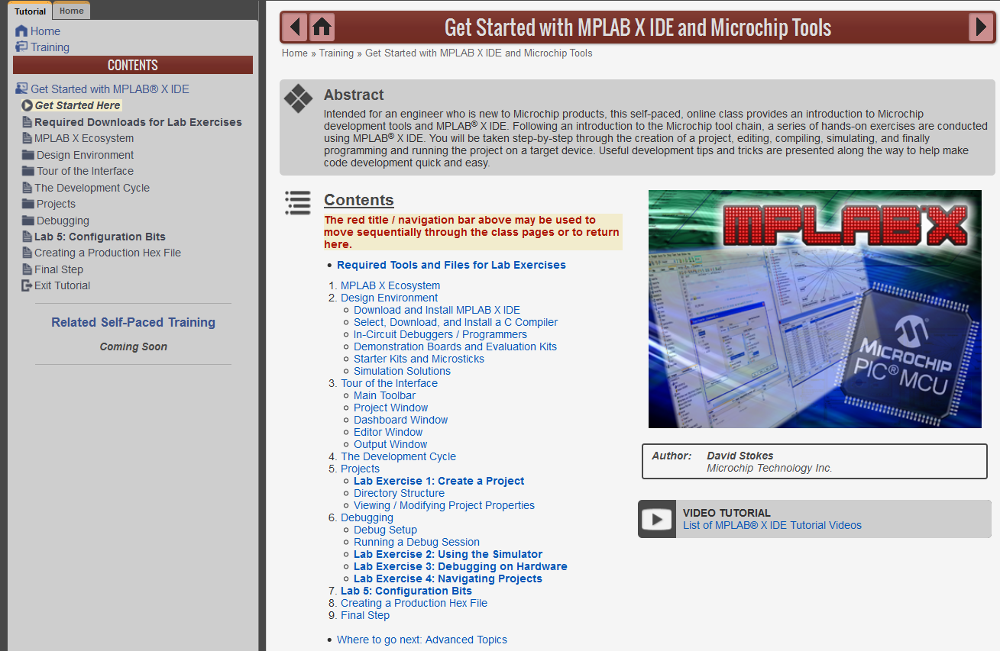 Tutorial
Home
Home
Training
CONTENTS
Get Started with MPLAB® X IDE
Get Started Here
Required Downloads for Lab Exercises
MPLAB X Ecosystem
Design Environment
Tour of the Interface
The Development Cycle
Projects
Debugging
Lab 5: Configuration Bits
Creating a Production Hex File
Final Step
Exit Tutorial
Related Self-Paced Training
Coming Soon
Get Started with MPLAB X IDE and Microchip Tools
Home » Training » Get Started with MPLAB X IDE and Microchip Tools
Abstract
Intended for an engineer who is new to Microchip products, this self-paced, online class provides an introduction to Microchip
development tools and MPLAB® X IDE. Following an introduction to the Microchip tool chain, a series of hands-on exercises are conducted
using MPLAB® X IDE. You will be taken step-by-step through the creation of a project, editing, compiling, simulating, and finally
programming and running the project on a target device. Useful development tips and tricks are presented along the way to help make
code development quick and easy.
Contents
The red title / navigation bar above may be used to
move sequentially through the class pages or to return
here.
• Required Tools and Files for Lab Exercises
1. MPLAB X Ecosystem
2. Design Environment
Download and Install MPLAB X IDE
Select, Download, and Install a C Compiler
In-Circuit Debuggers / Programmers
Demonstration Boards and Evaluation Kits
Starter Kits and Microsticks
Simulation Solutions
3. Tour of the Interface
Main Toolbar
Project Window
Dashboard Window
Editor Window
Output Window
4. The Development Cycle
5. Projects
Lab Exercise 1: Create a Project
Directory Structure
Viewing / Modifying Project Properties
6. Debugging
Debug Setup
Running a Debug Session
Lab Exercise 2: Using the Simulator
Lab Exercise 3: Debugging on Hardware
Lab Exercise 4: Navigating Projects
7. Lab 5: Configuration Bits
8. Creating a Production Hex File
9. Final Step
• Where to go next: Advanced Topics
MPLAB X
MICROCHIP
PIC® MCU
Author: David Stokes
Microchip Technology Inc.
VIDEO TUTORIAL
List of MPLAB® X IDE Tutorial Videos